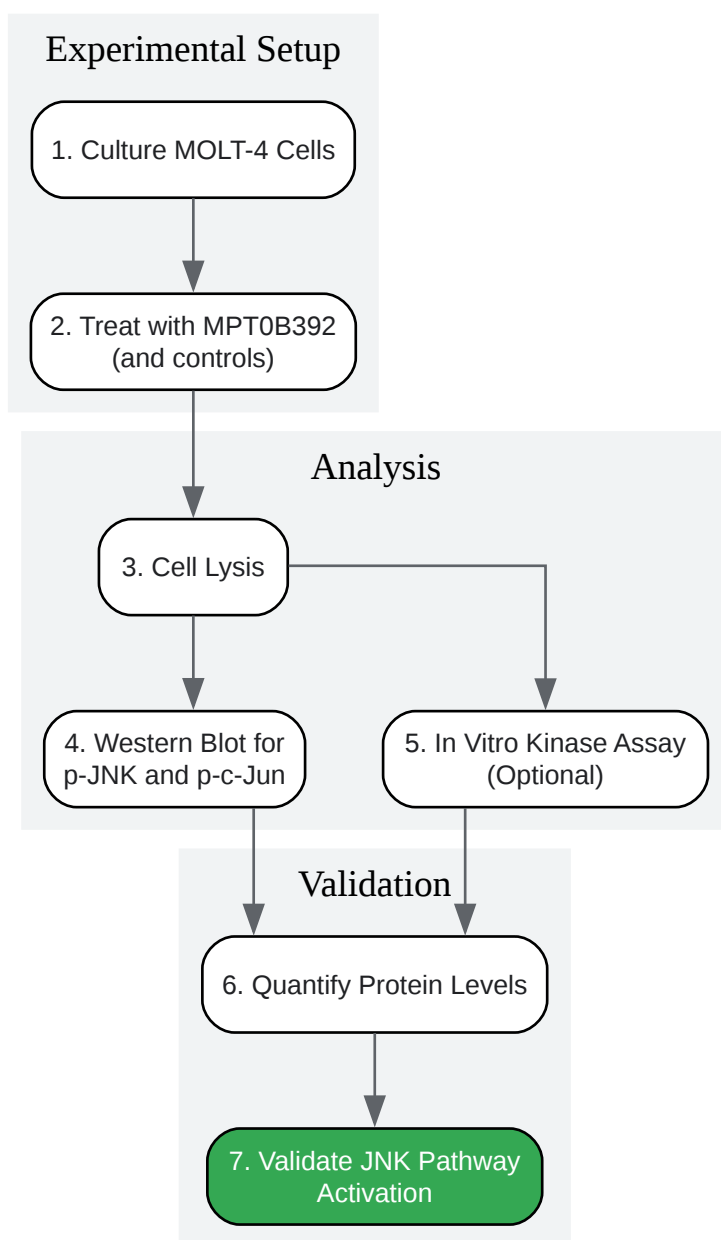 Experimental Setup
1. Culture MOLT-4 Cells
2. Treat with MPT0B392
(and controls)
Analysis
3. Cell Lysis
4. Western Blot for
p-JNK and p-c-Jun
5. In Vitro Kinase Assay
(Optional)
Validation
6. Quantify Protein Levels
7. Validate JNK Pathway
Activation